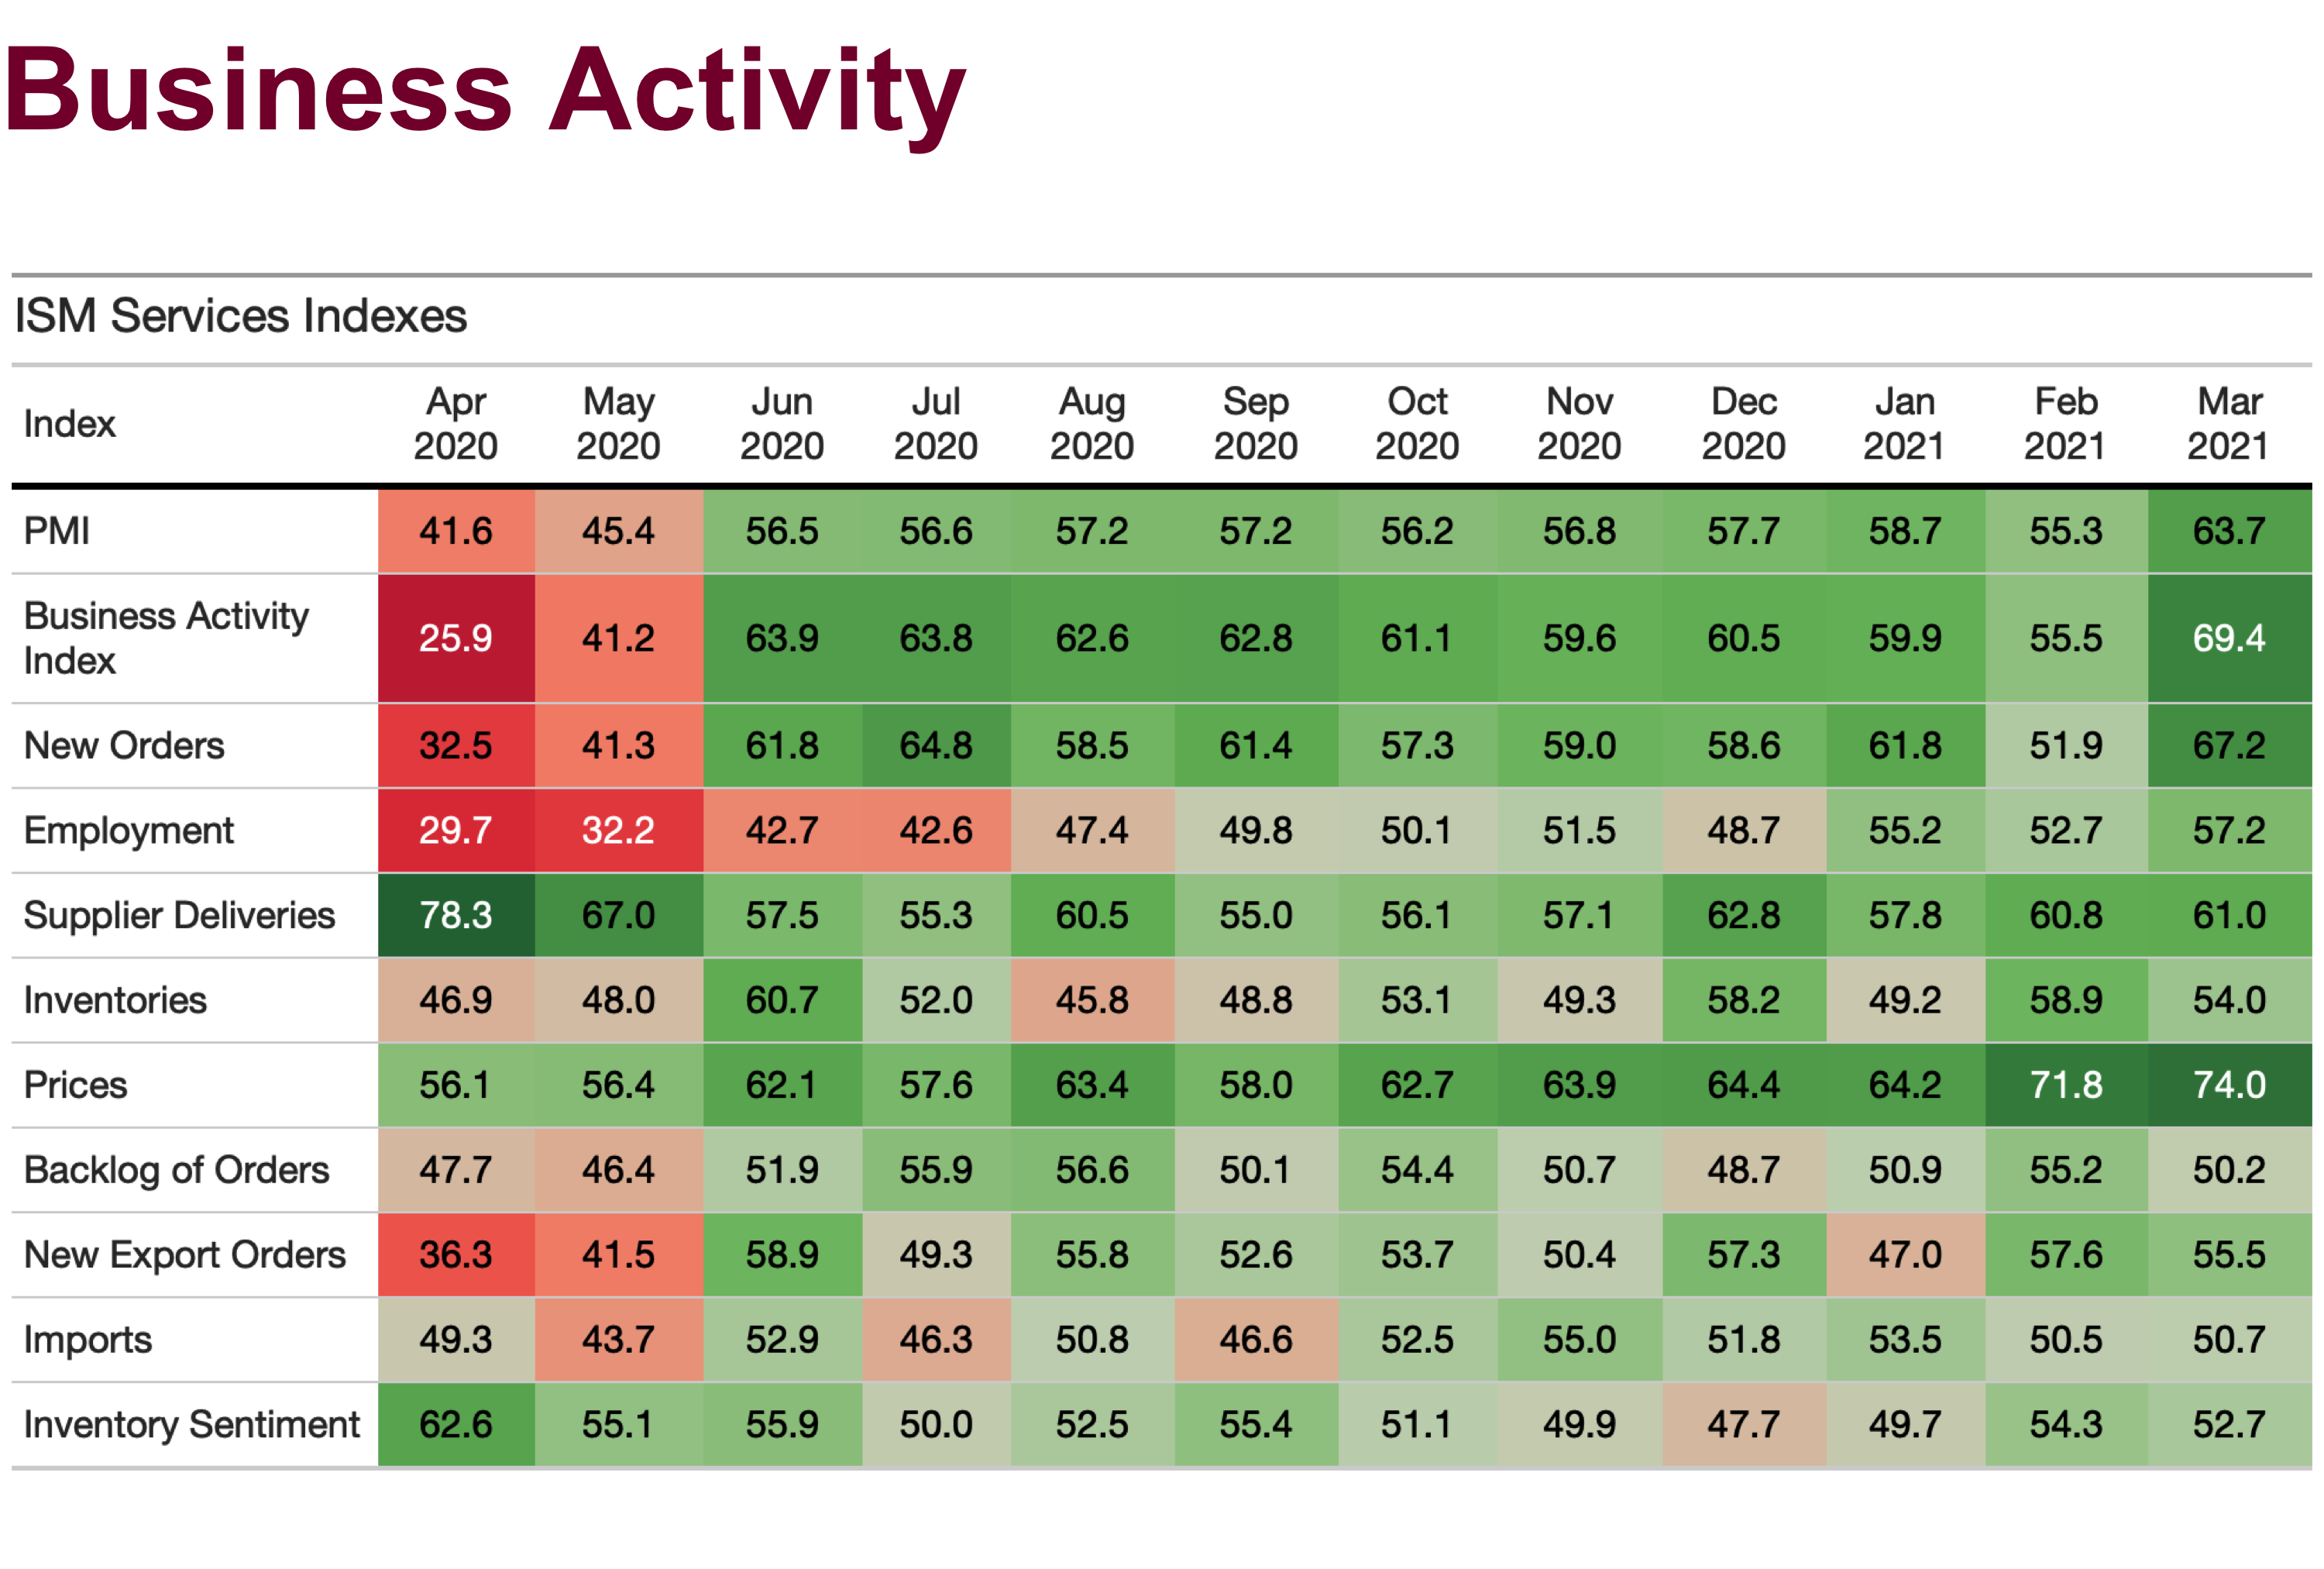 Business Activity
ISM Services Indexes
Index Apr 2020 May 2020 Jun 2020 Jul 2020 Aug 2020 Sep 2020 Oct 2020 Nov 2020 Dec 2020 Jan 2021 Feb 2021 Mar 2021
PMI 41.6 45.4 56.5 56.6 57.2 57.2 56.2 56.8 57.7 58.7 55.3 63.7
Business Activity Index 25.9 41.2 63.9 63.8 62.6 62.8 61.1 59.6 60.5 59.9 55.5 69.4
New Orders 32.5 41.3 61.8 64.8 58.5 61.4 57.3 59.0 58.6 61.8 51.9 67.2
Employment 29.7 32.2 42.7 42.6 47.4 49.8 50.1 51.5 48.7 55.2 52.7 57.2
Supplier Deliveries 78.3 67.0 57.5 55.3 60.5 55.0 56.1 57.1 62.8 57.8 60.8 61.0
Inventories 46.9 48.0 60.7 52.0 45.8 48.8 53.1 49.3 58.2 49.2 58.9 54.0
Prices 56.1 56.4 62.1 57.6 63.4 58.0 62.7 63.9 64.4 64.2 71.8 74.0
Backlog of Orders 47.7 46.4 51.9 55.9 56.6 50.1 54.4 50.7 48.7 50.9 55.2 50.2
New Export Orders 36.3 41.5 58.9 49.3 55.8 52.6 53.7 50.4 57.3 47.0 57.6 55.5
Imports 49.3 43.7 52.9 46.3 50.8 46.6 52.5 55.0 51.8 53.5 50.5 50.7
Inventory Sentiment 62.6 55.1 55.9 50.0 52.5 55.4 51.1 49.9 47.7 49.7 54.3 52.7